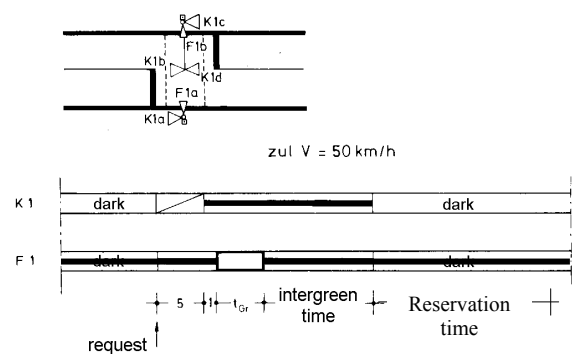 K1c
F1b
K1b
K1d
F1a
K1a
zul V = 50 km/h
K 1 dark dark
F 1 dark dark
5 1 tGr intergreen time Reservation time
request